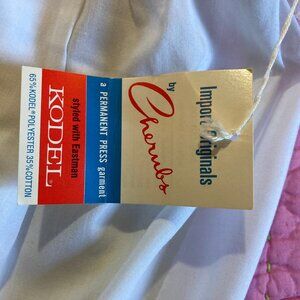 Import Originals
by
Cherubs
a PERMANENT PRESS garment
styled with Eastman
KODEL
65% KODEL® POLYESTER 35% COTTON